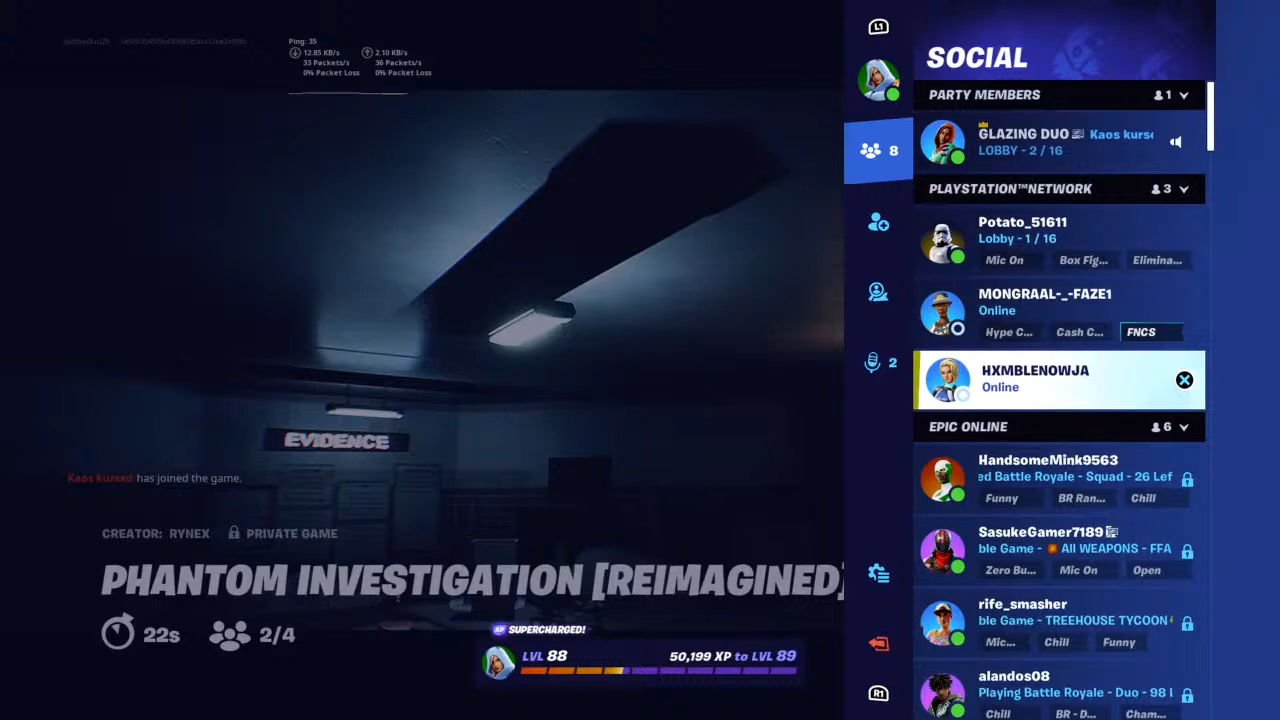 Ping: 35
12.85 KB/s
2.10 KB/s
33 Packets/s
36 Packets/s
0% Packet Loss
0% Packet Loss
EVIDENCE
Kaos kursed has joined the game.
CREATOR: RYNEX
PRIVATE GAME
PHANTOM INVESTIGATION [REIMAGINED]
22s
2/4
XP SUPERCHARGED!
LVL 88
50,199 XP to LVL 89
L1
8
2
R1
SOCIAL
PARTY MEMBERS 1
GLAZING DUO Kaos kurse
LOBBY - 2 / 16
PLAYSTATION™NETWORK 3
Potato_51611
Lobby - 1 / 16
Mic On Box Fig... Elimina...
MONGRAAL-_-FAZE1
Online
Hype C... Cash C... FNCS
HXMBLENOWJA
Online
EPIC ONLINE 6
HandsomeMink9563
ed Battle Royale - Squad - 26 Lef
Funny BR Ran... Chill
SasukeGamer7189
ble Game - All WEAPONS - FFA
Zero Bu... Mic On Open
rife_smasher
ble Game - TREEHOUSE TYCOON
Mic... Chill Funny
alandos08
Playing Battle Royale - Duo - 98 L
Chill BR - D... Cham...